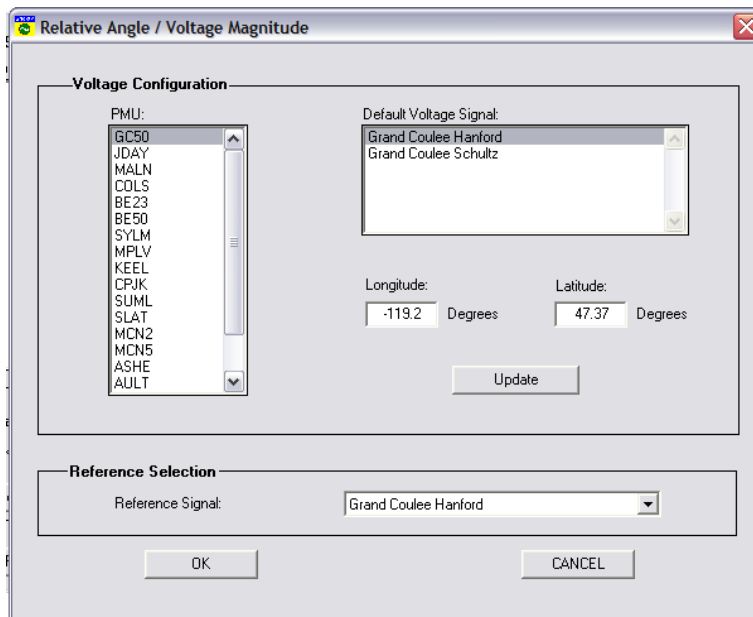 Relative Angle / Voltage Magnitude
Voltage Configuration
PMU:
GC50
JDAY
MALN
COLS
BE23
BE50
SYLM
MPLV
KEEL
CPJK
SUML
SLAT
MCN2
MCN5
ASHE
AULT
Default Voltage Signal:
Grand Coulee Hanford
Grand Coulee Schultz
Longitude:
-119.2 Degrees
Latitude:
47.37 Degrees
Update
Reference Selection
Reference Signal: Grand Coulee Hanford
OK
CANCEL